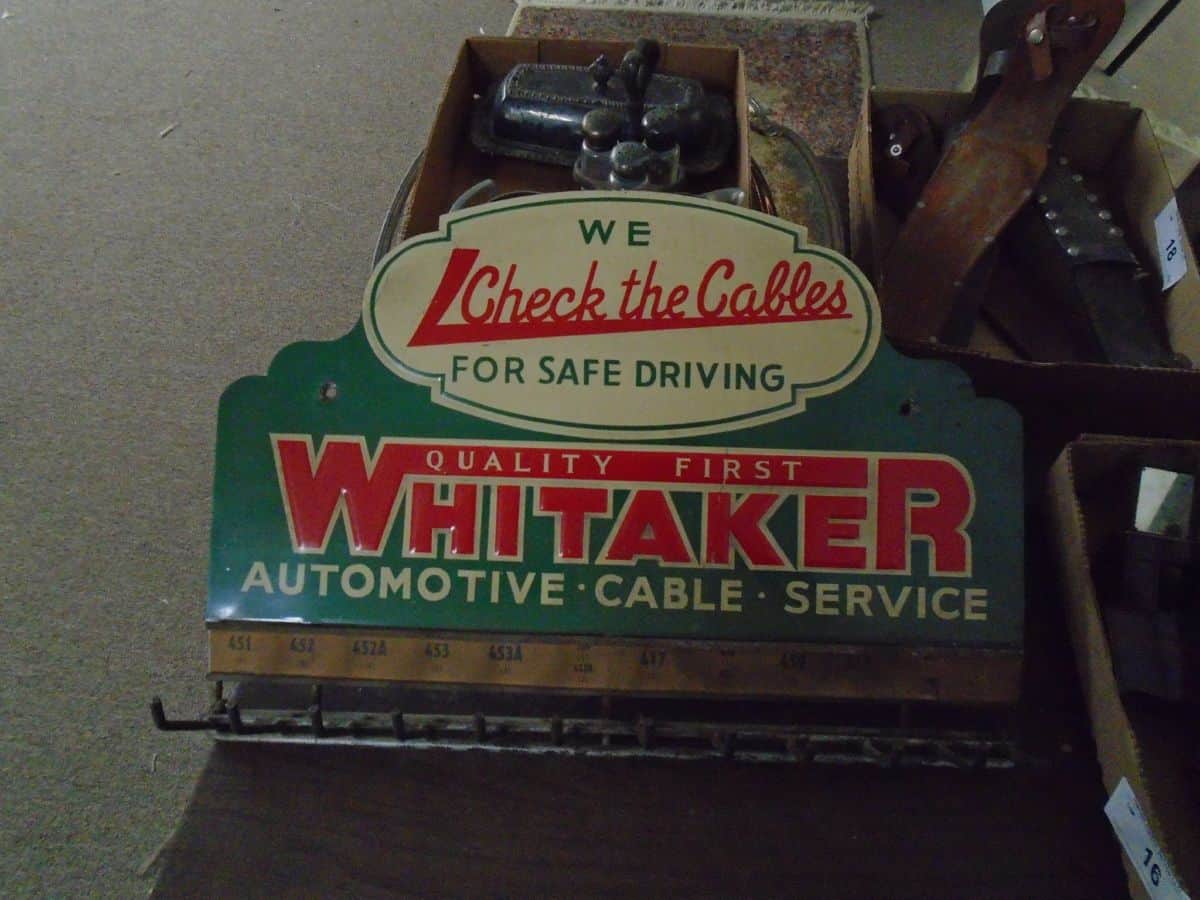 WE
Check the Cables
FOR SAFE DRIVING
QUALITY FIRST
WHITAKER
AUTOMOTIVE · CABLE · SERVICE
451 452 452A 453 453A 417
18
16